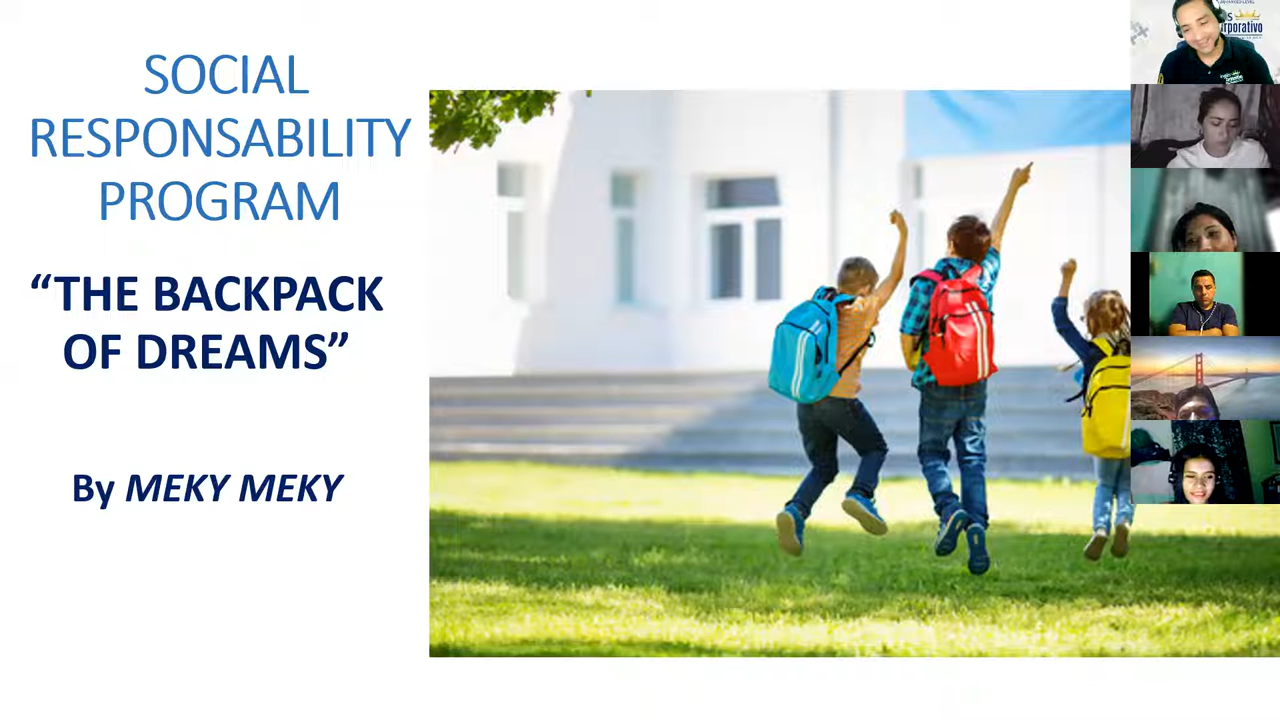 SOCIAL
RESPONSABILITY
PROGRAM
“THE BACKPACK
OF DREAMS”
By MEKY MEKY